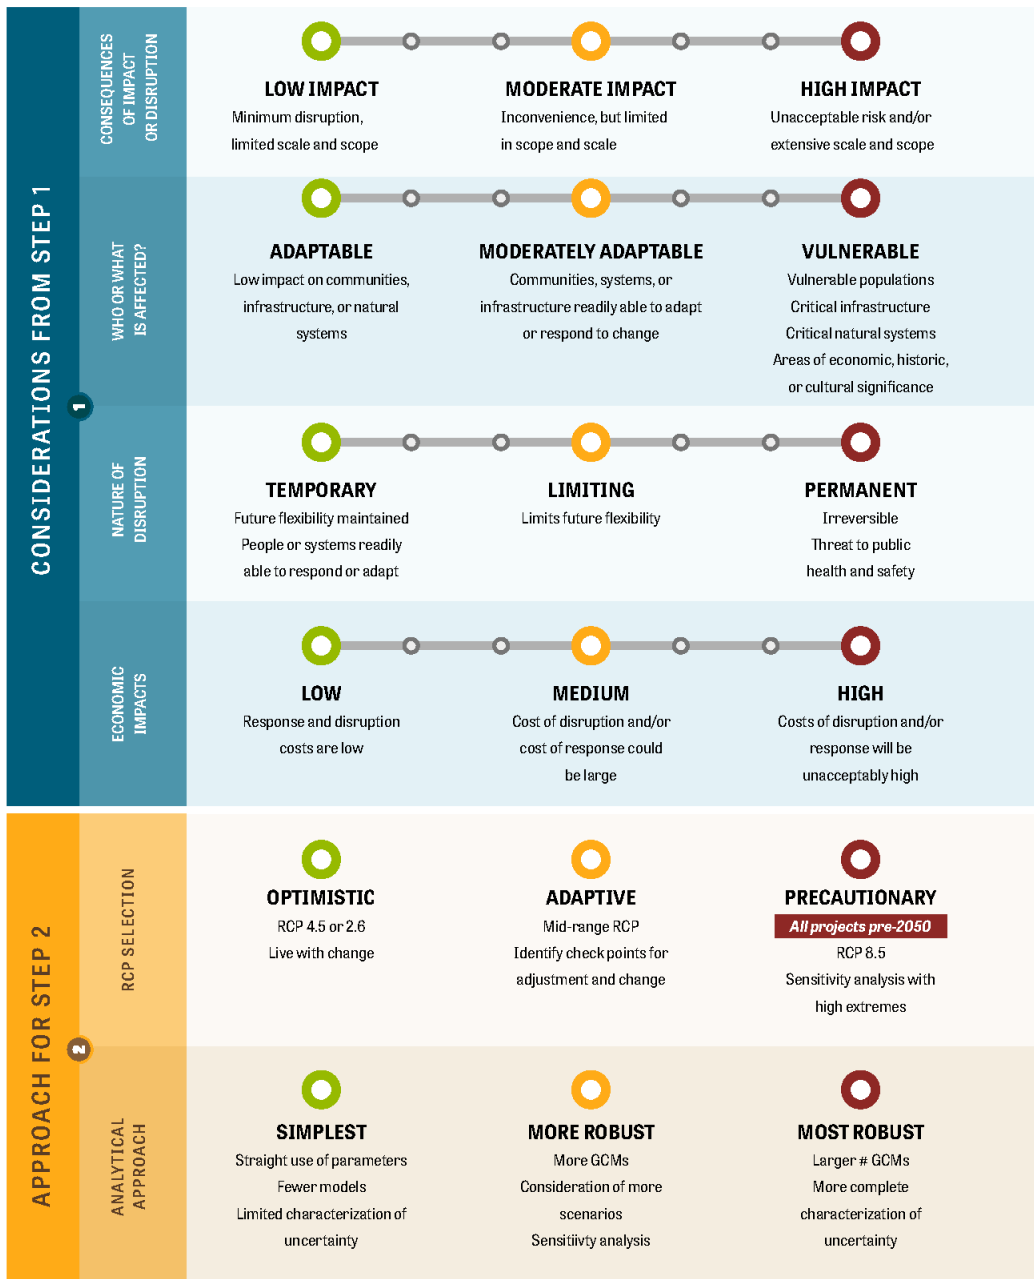 CONSIDERATIONS FROM STEP 1
1
CONSEQUENCES
OF IMPACT
OR DISRUPTION
LOW IMPACT
Minimum disruption,
limited scale and scope
MODERATE IMPACT
Inconvenience, but limited
in scope and scale
HIGH IMPACT
Unacceptable risk and/or
extensive scale and scope
WHO OR WHAT
IS AFFECTED?
ADAPTABLE
Low impact on communities,
infrastructure, or natural
systems
MODERATELY ADAPTABLE
Communities, systems, or
infrastructure readily able to adapt
or respond to change
VULNERABLE
Vulnerable populations
Critical infrastructure
Critical natural systems
Areas of economic, historic,
or cultural significance
NATURE OF
DISRUPTION
TEMPORARY
Future flexibility maintained
People or systems readily
able to respond or adapt
LIMITING
Limits future flexibility
PERMANENT
Irreversible
Threat to public
health and safety
ECONOMIC
IMPACTS
LOW
Response and disruption
costs are low
MEDIUM
Cost of disruption and/or
cost of response could
be large
HIGH
Costs of disruption and/or
response will be
unacceptably high
APPROACH FOR STEP 2
2
RCP SELECTION
OPTIMISTIC
RCP 4.5 or 2.6
Live with change
ADAPTIVE
Mid-range RCP
Identify check points for
adjustment and change
PRECAUTIONARY
All projects pre-2050
RCP 8.5
Sensitivity analysis with
high extremes
ANALYTICAL
APPROACH
SIMPLEST
Straight use of parameters
Fewer models
Limited characterization of
uncertainty
MORE ROBUST
More GCMs
Consideration of more
scenarios
Sensitiivty analysis
MOST ROBUST
Larger # GCMs
More complete
characterization of
uncertainty